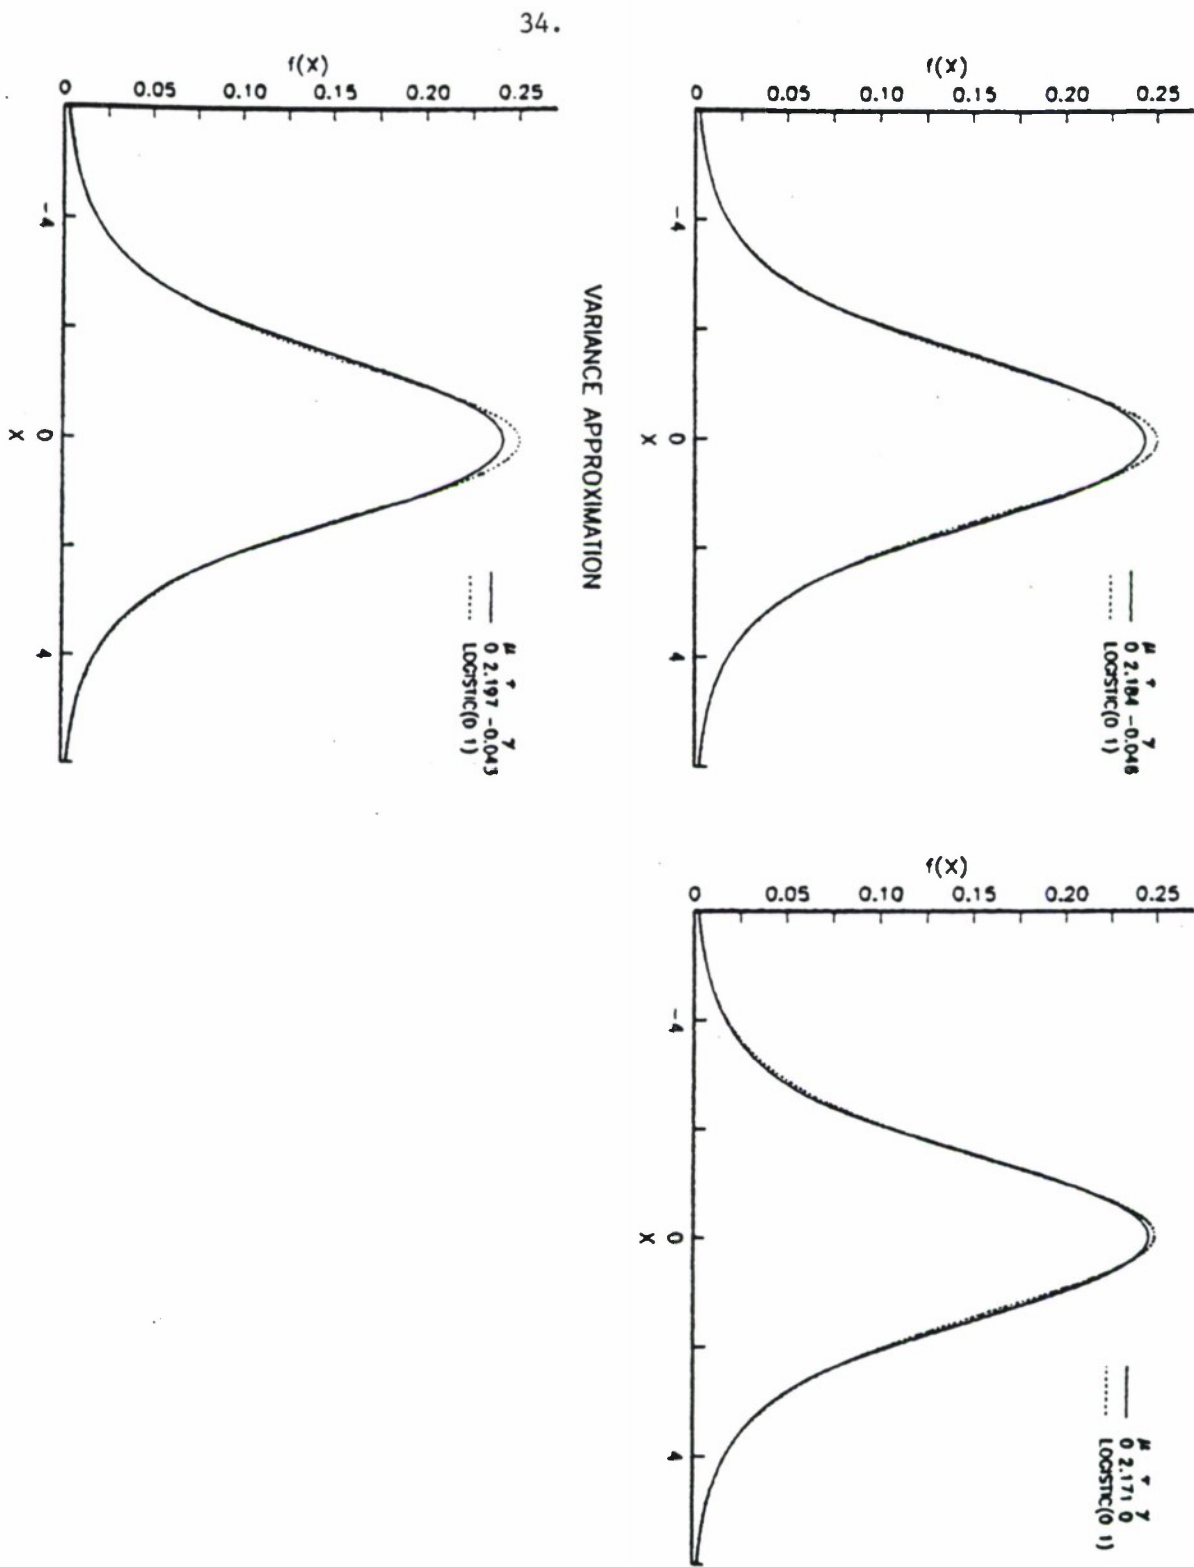 34.
f(X)
0 0.05 0.10 0.15 0.20 0.25
-4 0 4
X
μ τ γ
0 2.184 -0.048
LOGISTIC(0 1)
f(X)
0 0.05 0.10 0.15 0.20 0.25
-4 0 4
X
μ τ γ
0 2.171 0
LOGISTIC(0 1)
VARIANCE APPROXIMATION
f(X)
0 0.05 0.10 0.15 0.20 0.25
-4 0 4
X
μ τ γ
0 2.197 -0.043
LOGISTIC(0 1)